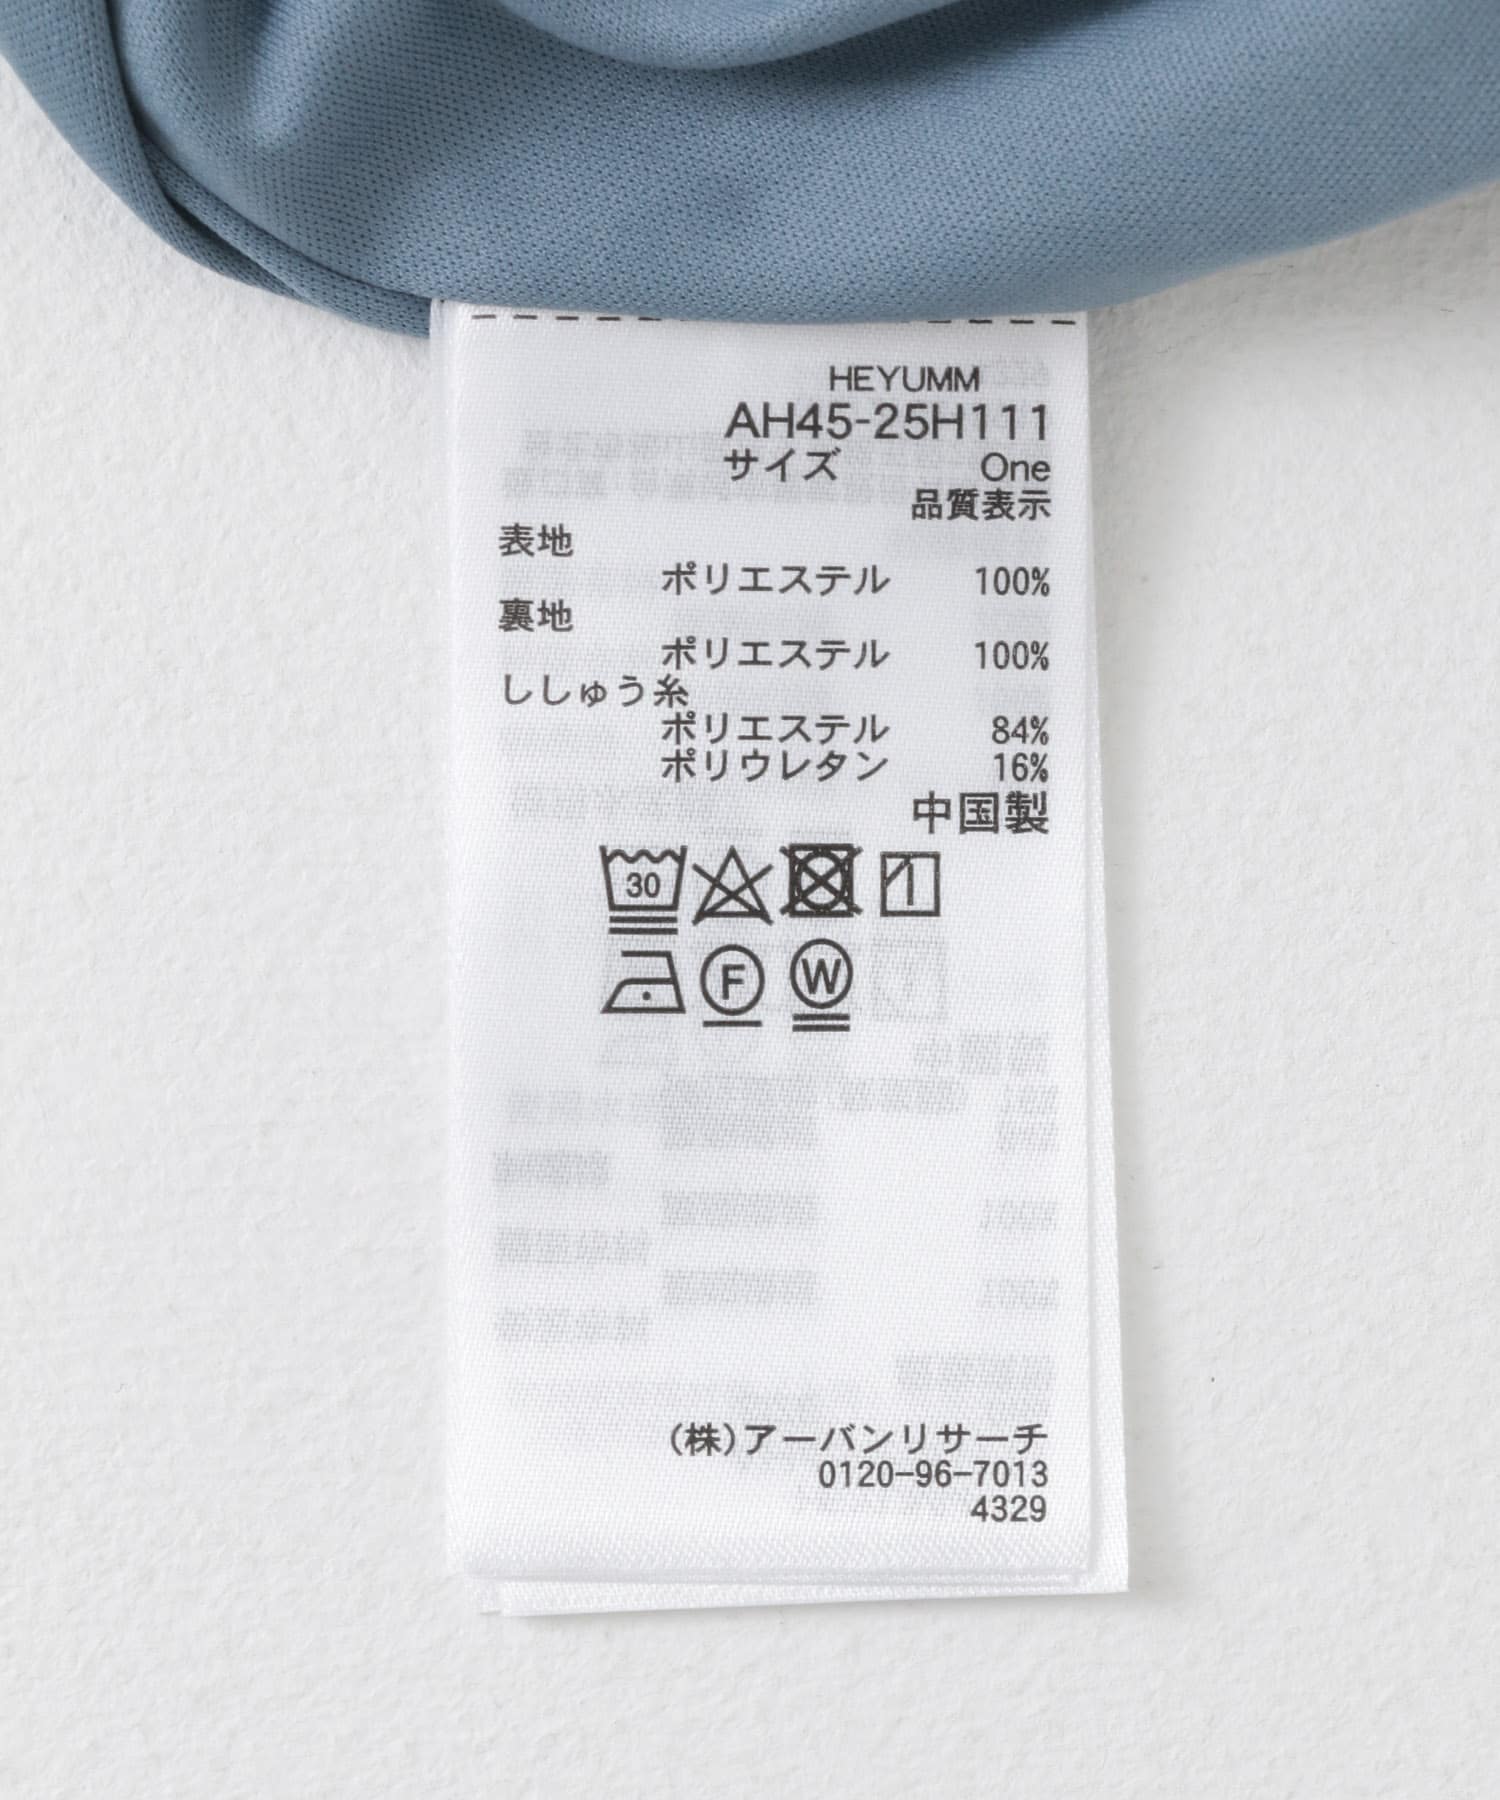 HEYUMM
AH45-25H111
サイズ One
品質表示
表地
ポリエステル 100%
裏地
ポリエステル 100%
ししゅう糸
ポリエステル 84%
ポリウレタン 16%
中国製
30
F W
(株)アーバンリサーチ
0120-96-7013
4329